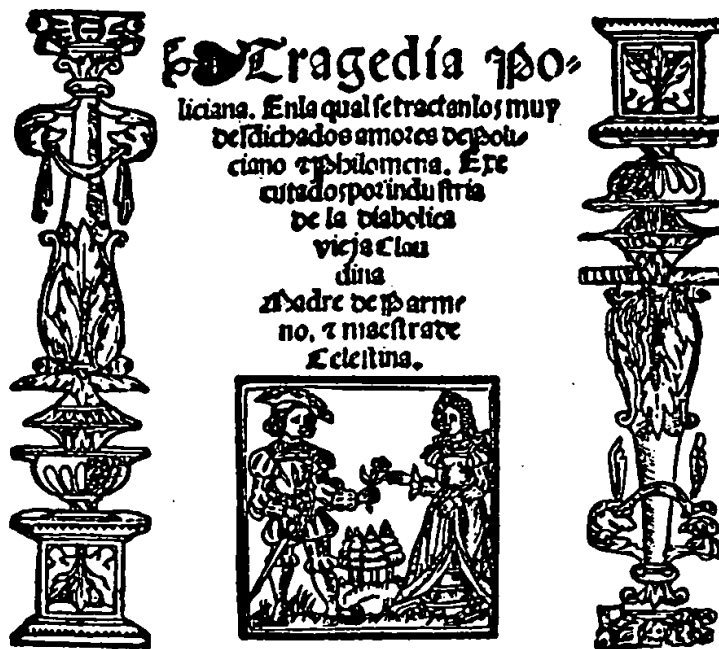 Tragedia Po-
liciana. Enla qual se tractan los muy
desdichados amores de Poli-
ciano ⁊ Philomena. Exe
cutados por industria
de la diabolica
vieja Clau
dina
Madre de Parme
no, ⁊ maestra de
Celestina.